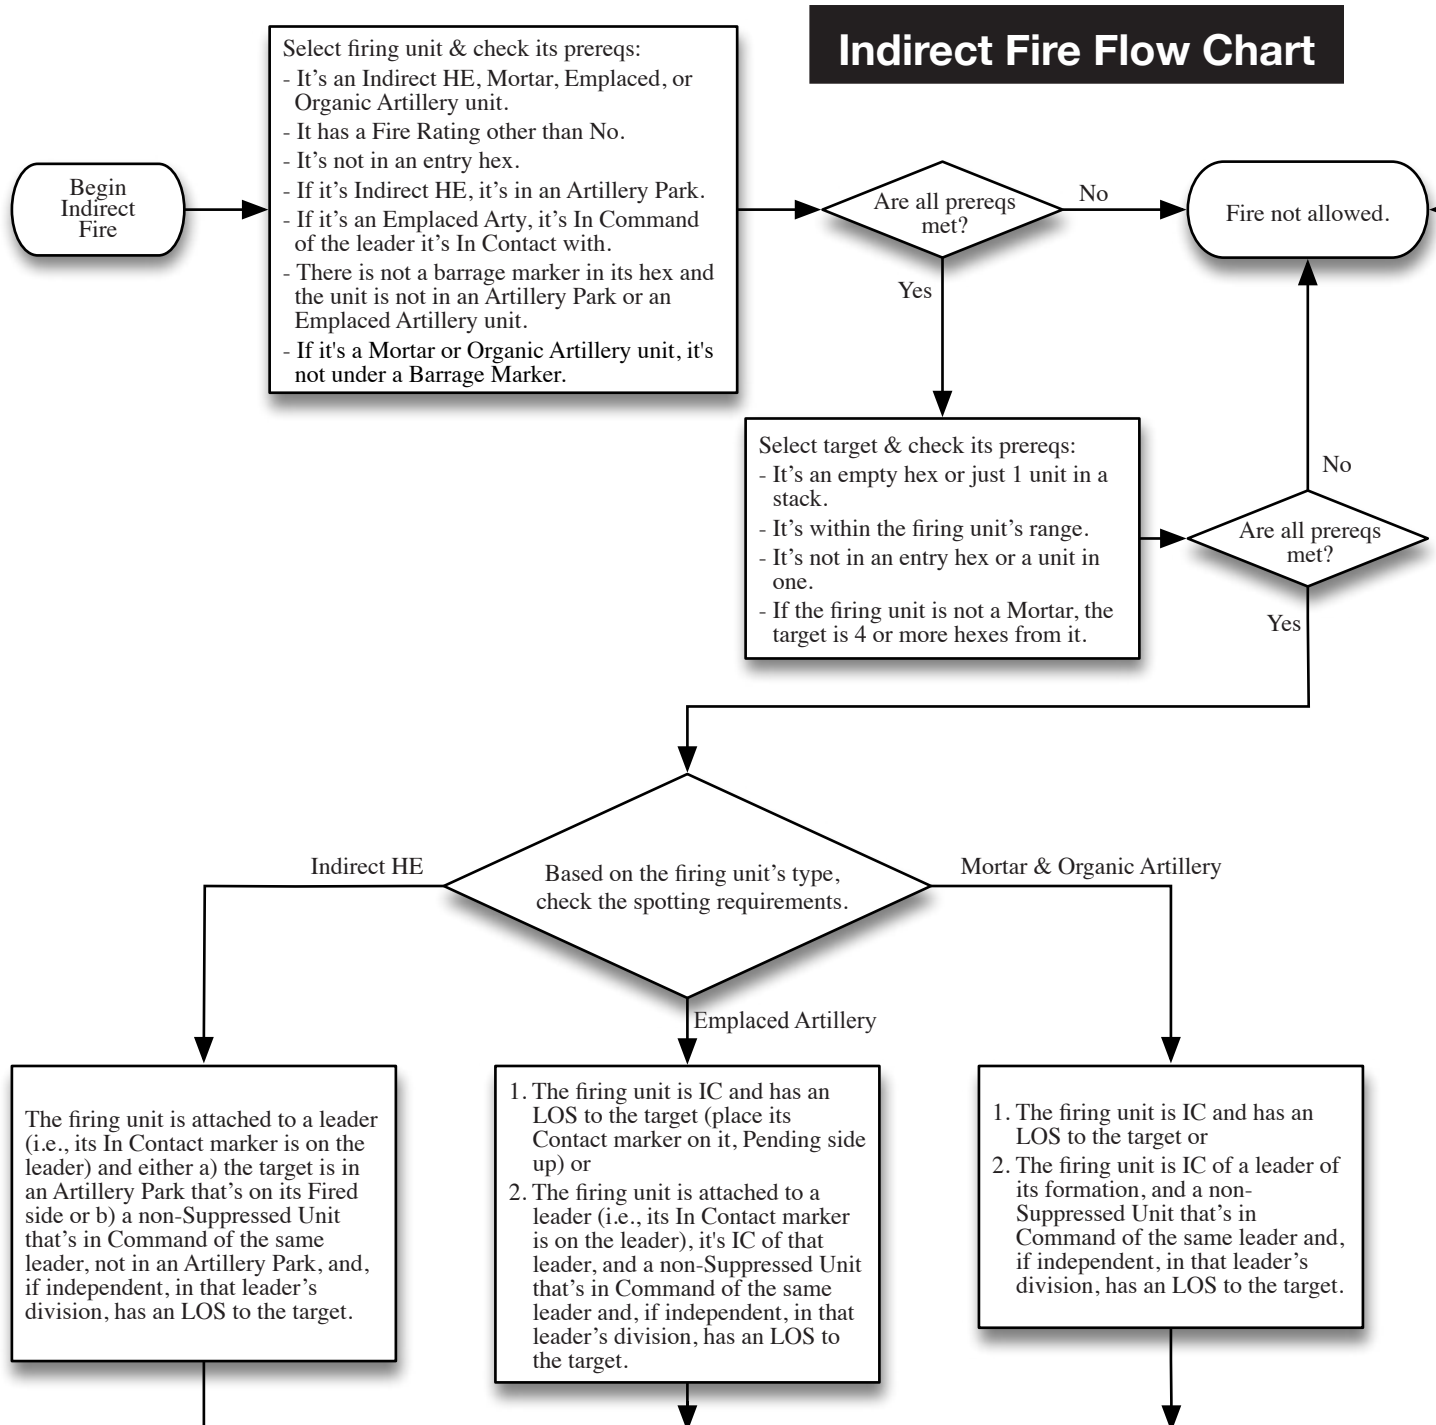 Indirect Fire Flow Chart
Begin
Indirect
Fire
Select firing unit & check its prereqs:
- It’s an Indirect HE, Mortar, Emplaced, or
Organic Artillery unit.
- It has a Fire Rating other than No.
- It’s not in an entry hex.
- If it’s Indirect HE, it’s in an Artillery Park.
- If it’s an Emplaced Arty, it’s In Command
of the leader it’s In Contact with.
- There is not a barrage marker in its hex and
the unit is not in an Artillery Park or an
Emplaced Artillery unit.
- If it's a Mortar or Organic Artillery unit, it's
not under a Barrage Marker.
Are all prereqs
met?
No
Fire not allowed.
Yes
Select target & check its prereqs:
- It’s an empty hex or just 1 unit in a
stack.
- It’s within the firing unit’s range.
- It’s not in an entry hex or a unit in
one.
- If the firing unit is not a Mortar, the
target is 4 or more hexes from it.
No
Are all prereqs
met?
Yes
Based on the firing unit’s type,
check the spotting requirements.
Indirect HE
Mortar & Organic Artillery
Emplaced Artillery
The firing unit is attached to a leader
(i.e., its In Contact marker is on the
leader) and either a) the target is in
an Artillery Park that’s on its Fired
side or b) a non-Suppressed Unit
that’s in Command of the same
leader, not in an Artillery Park, and,
if independent, in that leader’s
division, has an LOS to the target.
1. The firing unit is IC and has an
LOS to the target (place its
Contact marker on it, Pending side
up) or
2. The firing unit is attached to a
leader (i.e., its In Contact marker
is on the leader), it's IC of that
leader, and a non-Suppressed Unit
that’s in Command of the same
leader and, if independent, in that
leader’s division, has an LOS to
the target.
1. The firing unit is IC and has an
LOS to the target or
2. The firing unit is IC of a leader of
its formation, and a non-
Suppressed Unit that’s in
Command of the same leader and,
if independent, in that leader’s
division, has an LOS to the target.